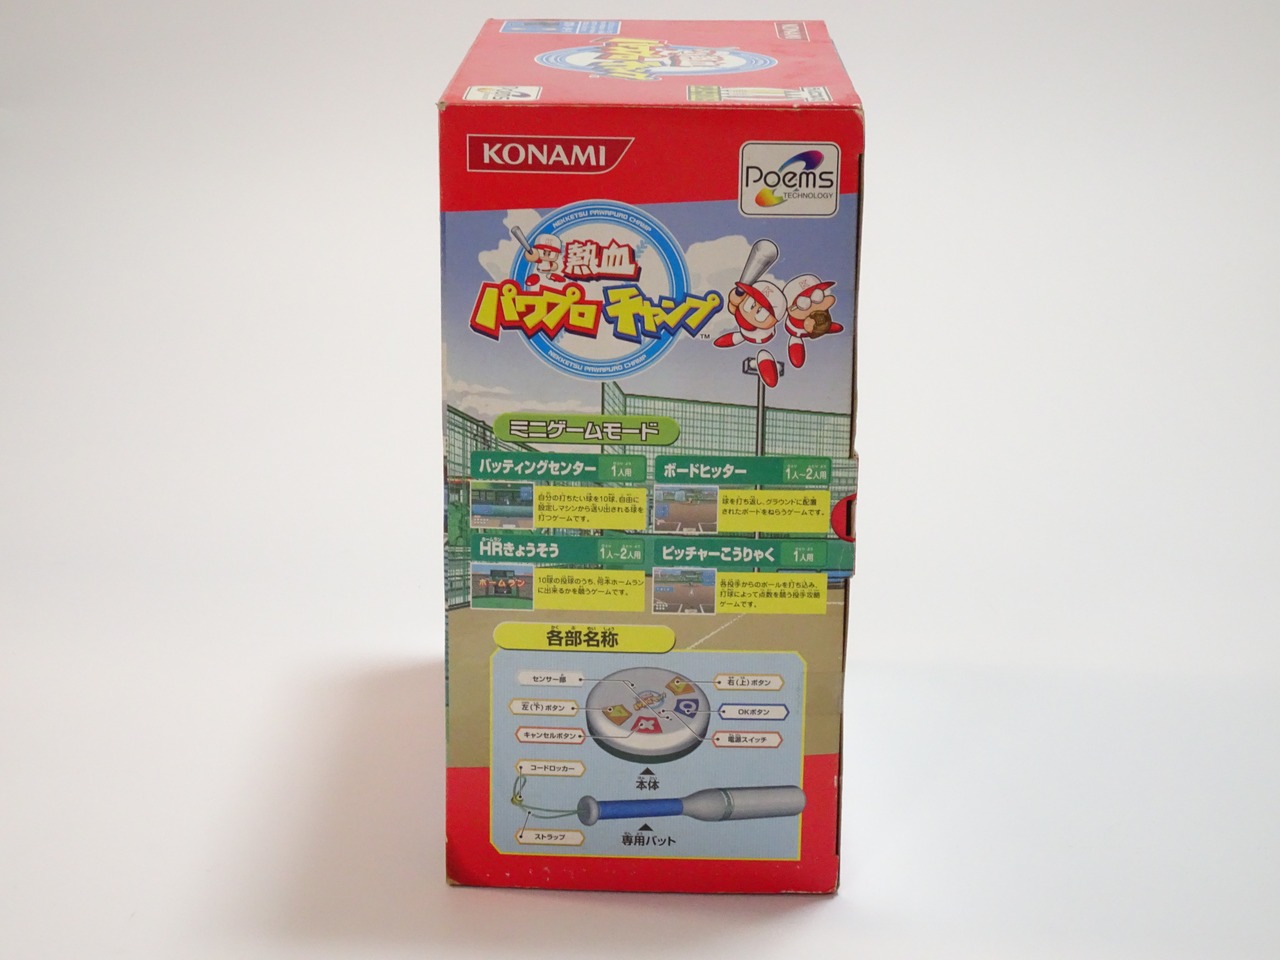 KONAMI
KONAMI
Poems
TECHNOLOGY
NEKKETSU PAWAPURO CHAMP
熱血
パワプロ チャンプ
TM
NEKKETSU PAWAPURO CHAMP
ミニゲームモード
バッティングセンター
1人用
自分の打ちたい球を10球、自由に
設定しマシンから送り出される球を
打つゲームです。
ボードヒッター
1人~2人用
球を打ち返し、グラウンドに配置
されたボードをねらうゲームです。
HRきょうそう
1人~2人用
ホームラン
10球の投球のうち、何本ホームラン
に出来るかを競うゲームです。
ピッチャーこうりゃく
1人用
各投手からのボールを打ち込み、
打球によって点数を競う投手攻略
ゲームです。
各部名称
センサー部
右(上)ボタン
左(下)ボタン
OKボタン
キャンセルボタン
電源スイッチ
本体
コードロッカー
ストラップ
専用バット